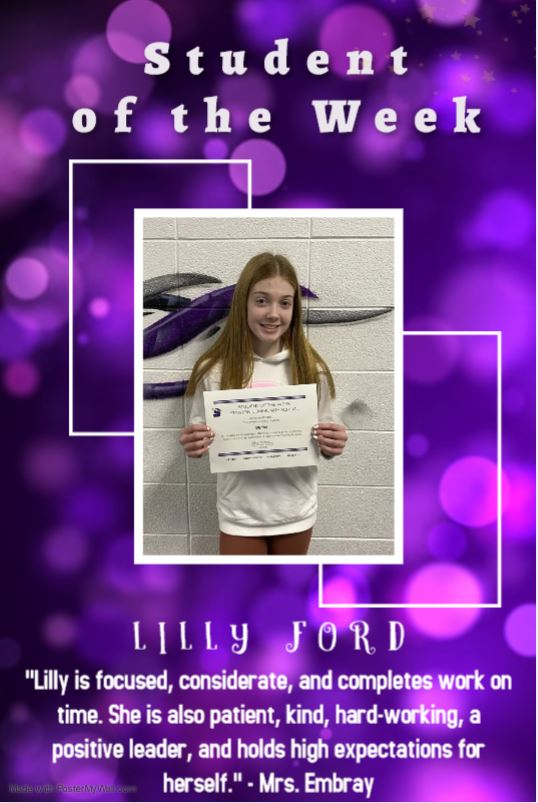 Student
of the Week
LILLY FORD
"Lilly is focused, considerate, and completes work on
time. She is also patient, kind, hard-working, a
positive leader, and holds high expectations for
herself." - Mrs. Embray
Made with PosterMyWall.com